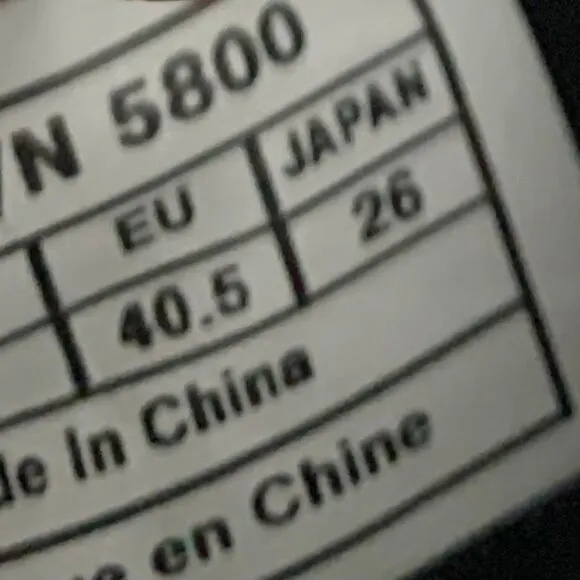 /N 5800
EU JAPAN
40.5 26
de In China
en Chine